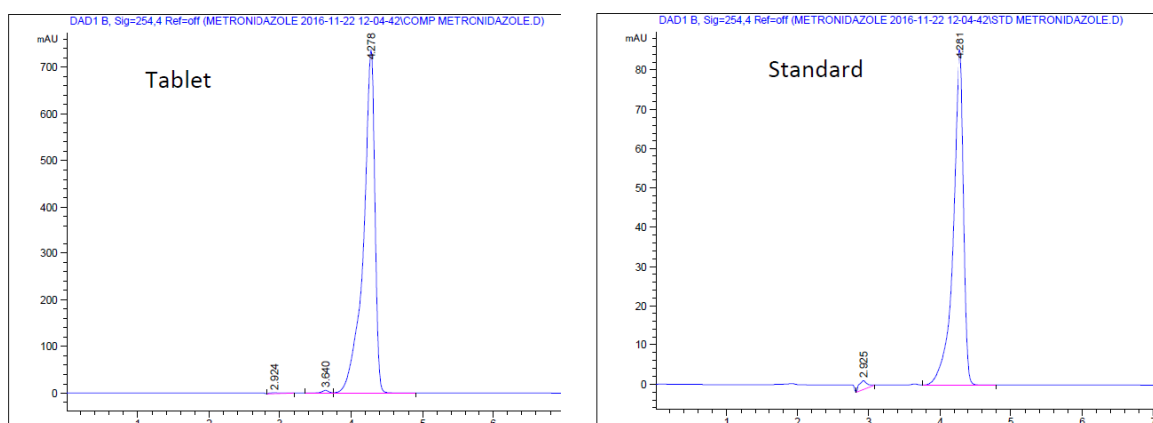 DAD1 B, Sig=254,4 Ref=off (METRONIDAZOLE 2016-11-22 12-04-42\COMP METRONIDAZOLE.D)
mAU
4.278
Tablet
700
600
500
400
300
200
100
0
2.924
3.640
1 2 3 4 5 6
DAD1 B, Sig=254,4 Ref=off (METRONIDAZOLE 2016-11-22 12-04-42\STD METRONIDAZOLE.D)
mAU
4.281
Standard
80
70
60
50
40
30
20
10
0
2.925
1 2 3 4 5 6 7